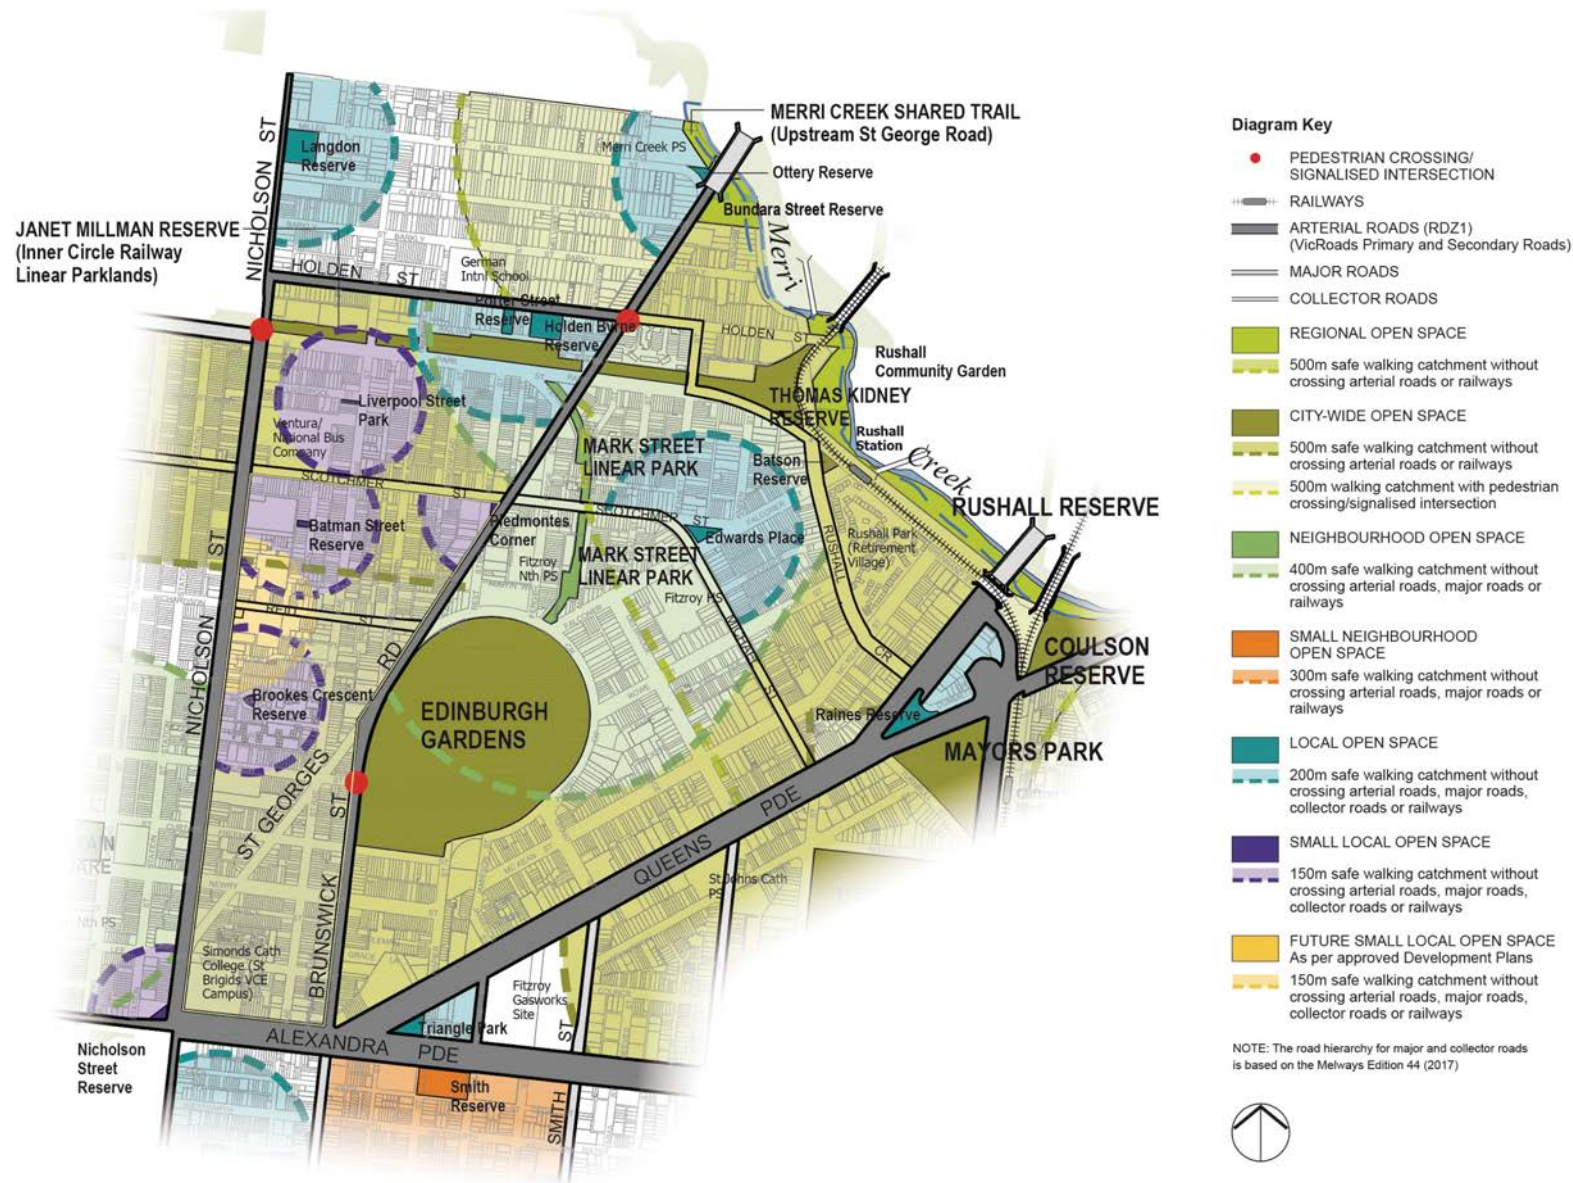 MERRI CREEK SHARED TRAIL
(Upstream St George Road)
Langdon
Reserve
Merri Creek PS
Ottery Reserve
Bundara Street Reserve
JANET MILLMAN RESERVE
(Inner Circle Railway
Linear Parklands)
NICHOLSON ST
HOLDEN ST
German
Intnl School
Merri
Porter Street
Reserve
Holden Byrne
Reserve
HOLDEN
ST
Rushall
Community Garden
THOMAS KIDNEY
RESERVE
Liverpool Street
Park
Ventura/
National Bus
Company
Rushall
Station
MARK STREET
LINEAR PARK
Batson
Reserve
Creek
SCOTCHMER ST
RUSHALL RESERVE
Batman Street
Reserve
Piedmontes
Corner
SCOTCHMER ST
Edwards Place
Rushall Park
(Retirement
Village)
Fitzroy
Nth PS
MARK STREET
LINEAR PARK
Fitzroy HS
RUSHALL
CR
REID ST
NICHOLSON ST
RD
MICHAEL ST
COULSON
RESERVE
Brookes Crescent
Reserve
EDINBURGH
GARDENS
Raines Reserve
MAYORS PARK
ST GEORGES
BRUNSWICK ST
QUEENS PDE
MC KEAN ST
NEWRY
St Johns Cath
PS
Nth PS
Simonds Cath
College (St
Brigids VCE
Campus)
GRACE
Fitzroy
Gasworks
Site
Triangle Park
ALEXANDRA PDE
Nicholson
Street
Reserve
Smith
Reserve
SMITH
ST
Diagram Key
PEDESTRIAN CROSSING/
SIGNALISED INTERSECTION
RAILWAYS
ARTERIAL ROADS (RDZ1)
(VicRoads Primary and Secondary Roads)
MAJOR ROADS
COLLECTOR ROADS
REGIONAL OPEN SPACE
500m safe walking catchment without
crossing arterial roads or railways
CITY-WIDE OPEN SPACE
500m safe walking catchment without
crossing arterial roads or railways
500m walking catchment with pedestrian
crossing/signalised intersection
NEIGHBOURHOOD OPEN SPACE
400m safe walking catchment without
crossing arterial roads, major roads or
railways
SMALL NEIGHBOURHOOD
OPEN SPACE
300m safe walking catchment without
crossing arterial roads, major roads or
railways
LOCAL OPEN SPACE
200m safe walking catchment without
crossing arterial roads, major roads,
collector roads or railways
SMALL LOCAL OPEN SPACE
150m safe walking catchment without
crossing arterial roads, major roads,
collector roads or railways
FUTURE SMALL LOCAL OPEN SPACE
As per approved Development Plans
150m safe walking catchment without
crossing arterial roads, major roads,
collector roads or railways
NOTE: The road hierarchy for major and collector roads
is based on the Melways Edition 44 (2017)